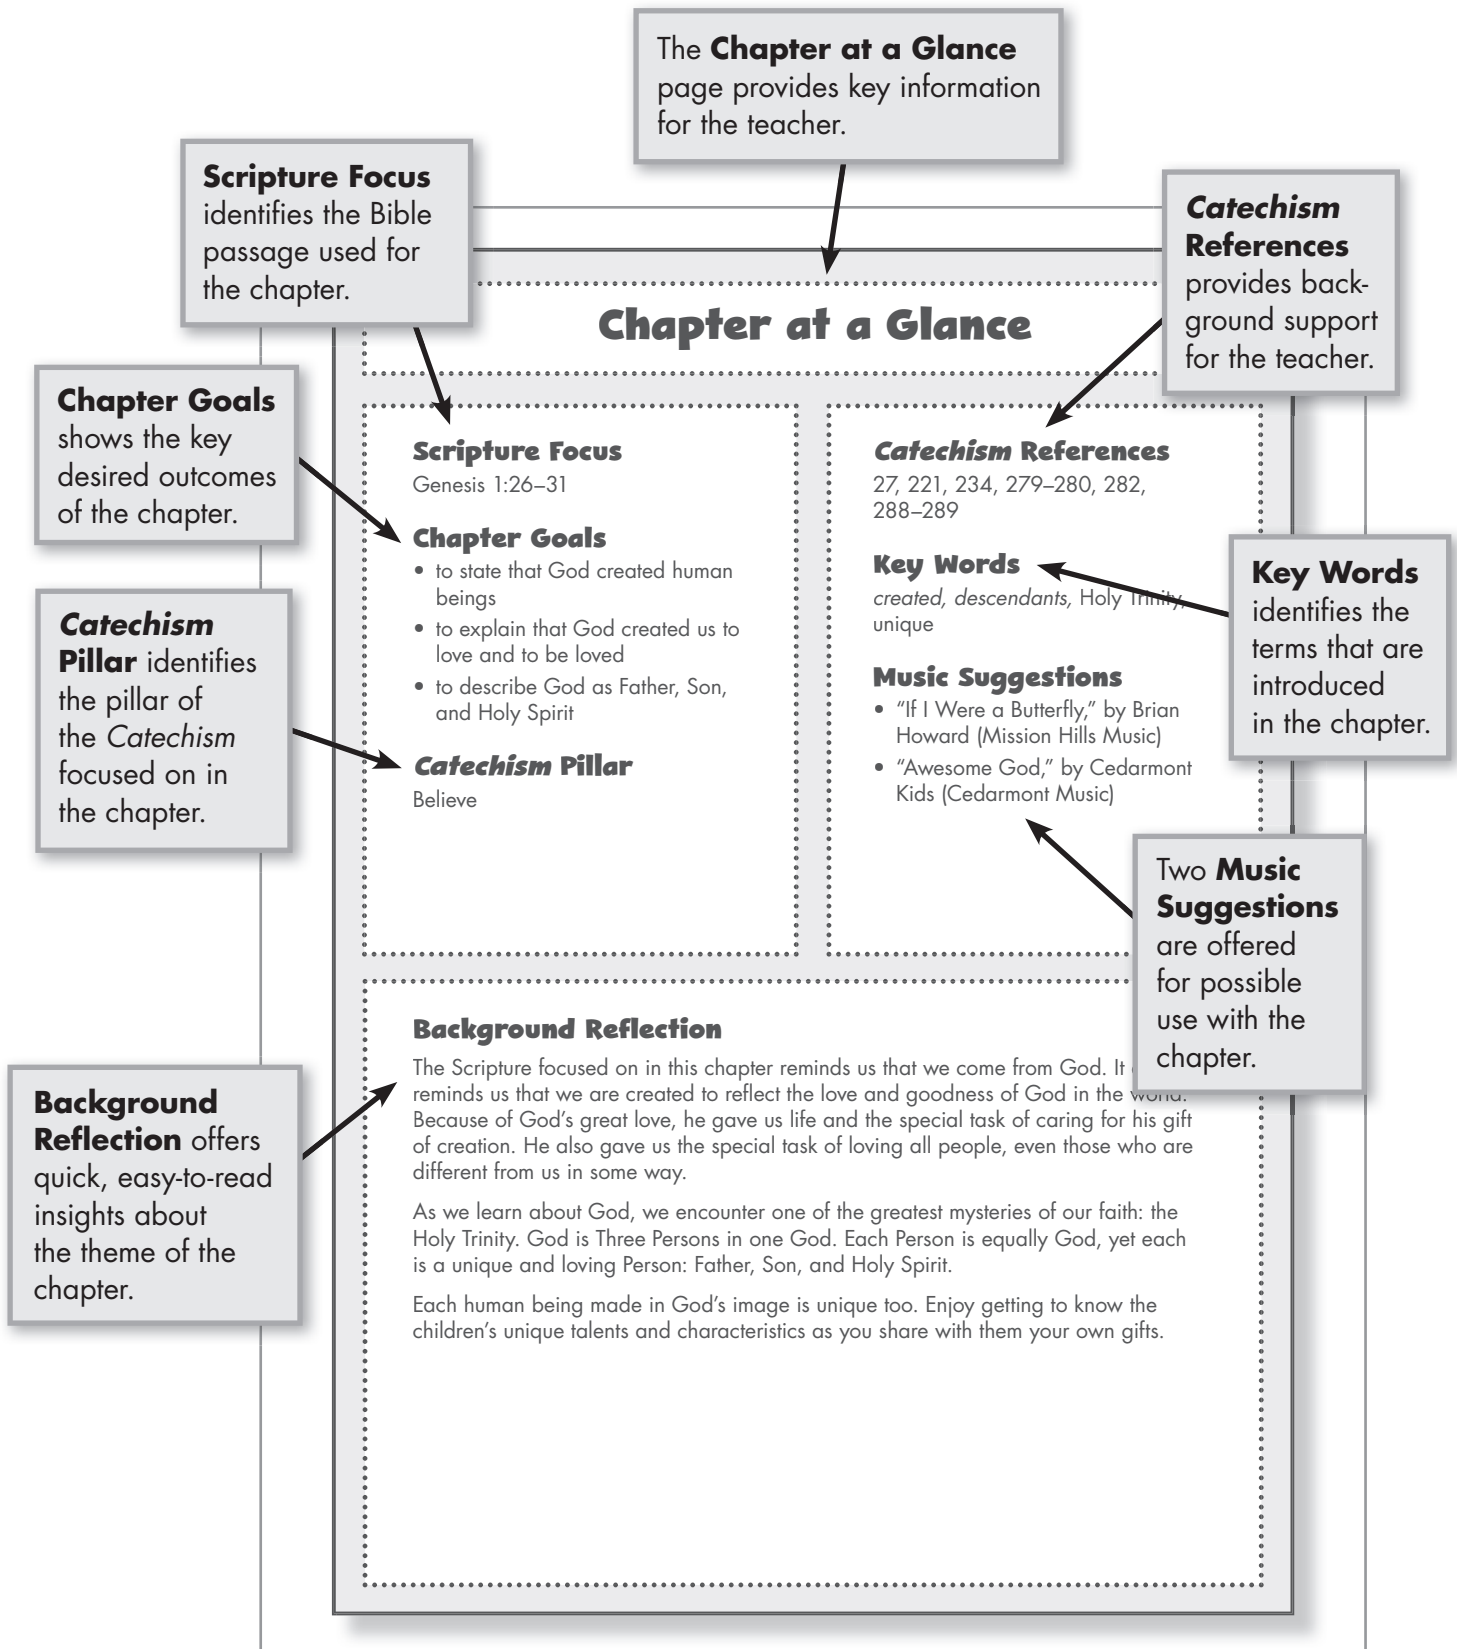 The Chapter at a Glance
page provides key information
for the teacher.
Scripture Focus
identifies the Bible
passage used for
the chapter.
Catechism
References
provides back-
ground support
for the teacher.
Chapter Goals
shows the key
desired outcomes
of the chapter.
Catechism
Pillar identifies
the pillar of
the Catechism
focused on in
the chapter.
Background
Reflection offers
quick, easy-to-read
insights about
the theme of the
chapter.
Key Words
identifies the
terms that are
introduced
in the chapter.
Two Music
Suggestions
are offered
for possible
use with the
chapter.
Chapter at a Glance
Scripture Focus
Genesis 1:26–31
Chapter Goals
• to state that God created human
beings
• to explain that God created us to
love and to be loved
• to describe God as Father, Son,
and Holy Spirit
Catechism Pillar
Believe
Catechism References
27, 221, 234, 279–280, 282,
288–289
Key Words
created, descendants, Holy Trinity,
unique
Music Suggestions
• “If I Were a Butterfly,” by Brian
Howard (Mission Hills Music)
• “Awesome God,” by Cedarmont
Kids (Cedarmont Music)
Background Reflection
The Scripture focused on in this chapter reminds us that we come from God. It
reminds us that we are created to reflect the love and goodness of God in the world.
Because of God’s great love, he gave us life and the special task of caring for his gift
of creation. He also gave us the special task of loving all people, even those who are
different from us in some way.
As we learn about God, we encounter one of the greatest mysteries of our faith: the
Holy Trinity. God is Three Persons in one God. Each Person is equally God, yet each
is a unique and loving Person: Father, Son, and Holy Spirit.
Each human being made in God’s image is unique too. Enjoy getting to know the
children’s unique talents and characteristics as you share with them your own gifts.